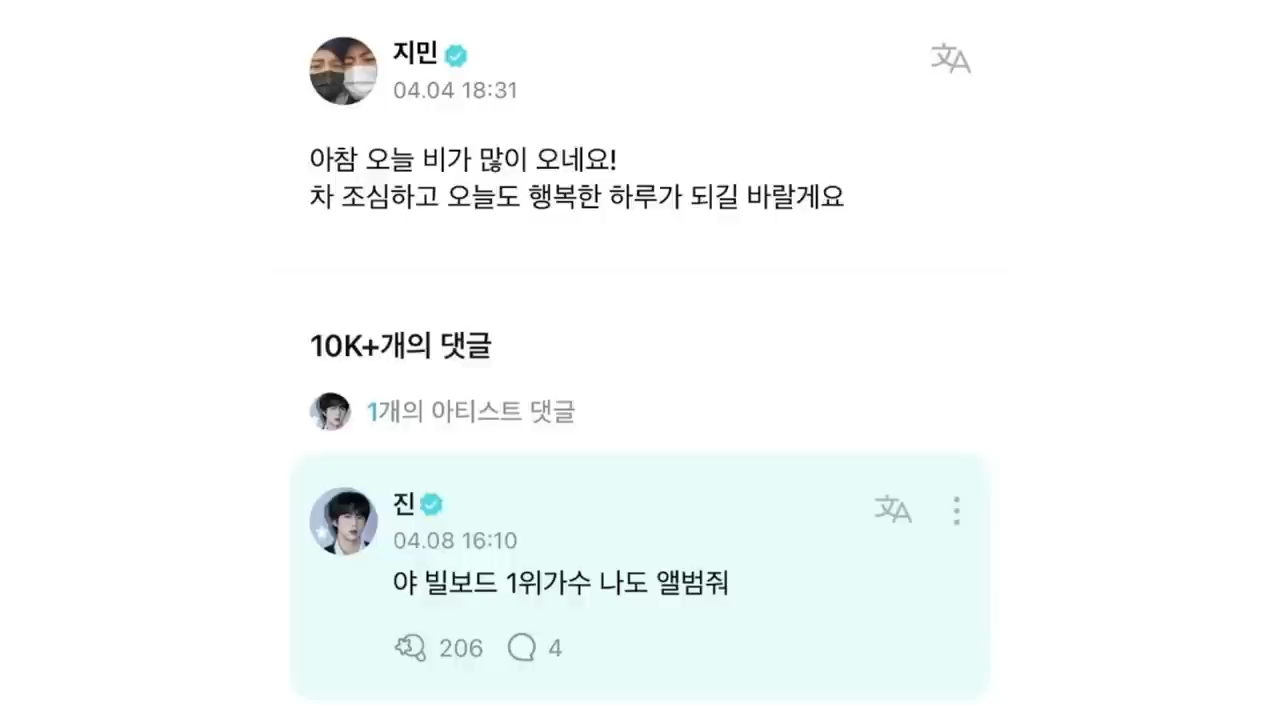 지민
04.04 18:31
아참 오늘 비가 많이 오네요!
차 조심하고 오늘도 행복한 하루가 되길 바랄게요
10K+개의 댓글
1개의 아티스트 댓글
진
04.08 16:10
야 빌보드 1위가수 나도 앨범줘
206 4